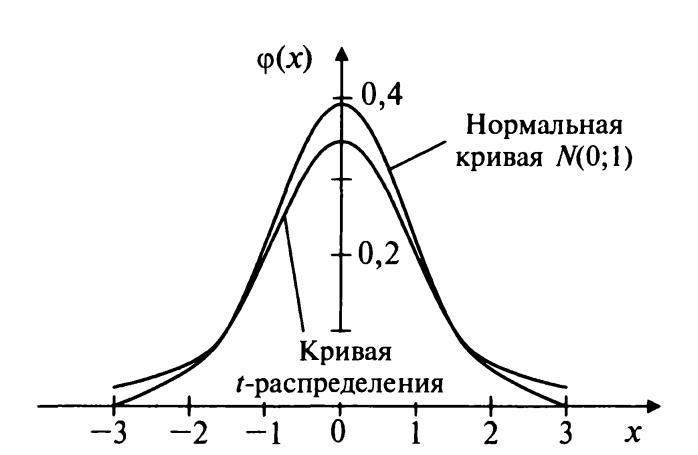 φ(x)
0,4
Нормальная
кривая N(0;1)
0,2
Кривая
t-распределения
−3 −2 −1 0 1 2 3 x